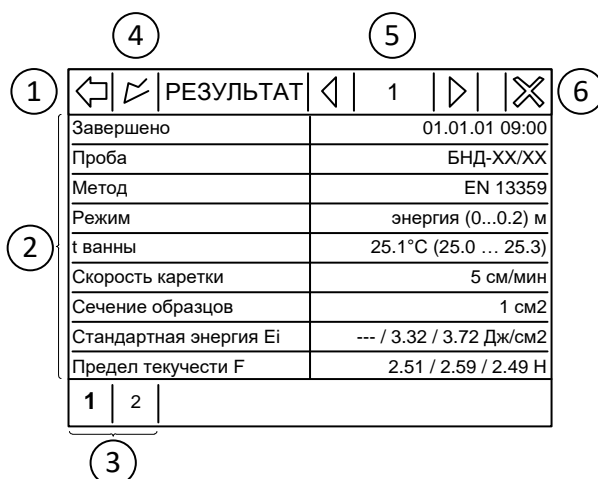 4 5
1 РЕЗУЛЬТАТ 1 6
Завершено 01.01.01 09:00
Проба БНД-XX/XX
Метод EN 13359
Режим энергия (0...0.2) м
2 t ванны 25.1°C (25.0 … 25.3)
Скорость каретки 5 см/мин
Сечение образцов 1 см2
Стандартная энергия Ei --- / 3.32 / 3.72 Дж/см2
Предел текучести F 2.51 / 2.59 / 2.49 Н
1 2
3